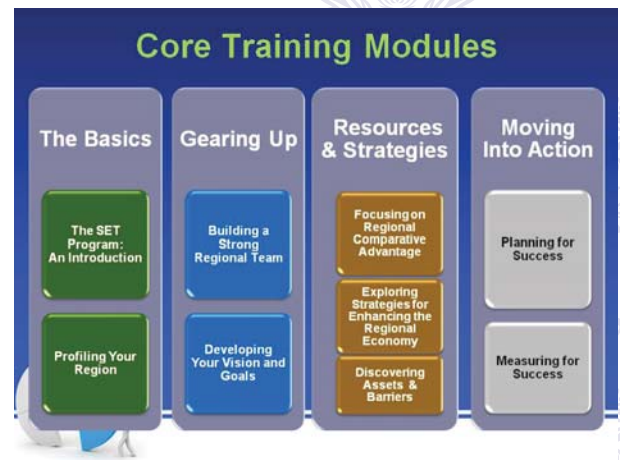 Core Training Modules
The Basics
The SET
Program:
An Introduction
Profiling Your
Region
Gearing Up
Building a
Strong
Regional Team
Developing
Your Vision and
Goals
Resources
& Strategies
Focusing on
Regional
Comparative
Advantage
Exploring
Strategies for
Enhancing the
Regional
Economy
Discovering
Assets &
Barriers
Moving
Into Action
Planning for
Success
Measuring for
Success